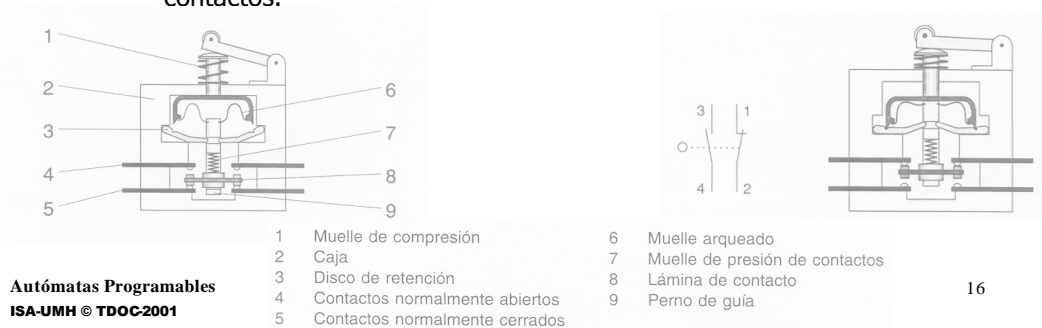 contactos.
1
2
3
4
5
6
7
8
9
3 1
4 2
1 Muelle de compresión
2 Caja
3 Disco de retención
4 Contactos normalmente abiertos
5 Contactos normalmente cerrados
6 Muelle arqueado
7 Muelle de presión de contactos
8 Lámina de contacto
9 Perno de guía
Autómatas Programables
ISA-UMH © TDOC-2001
16